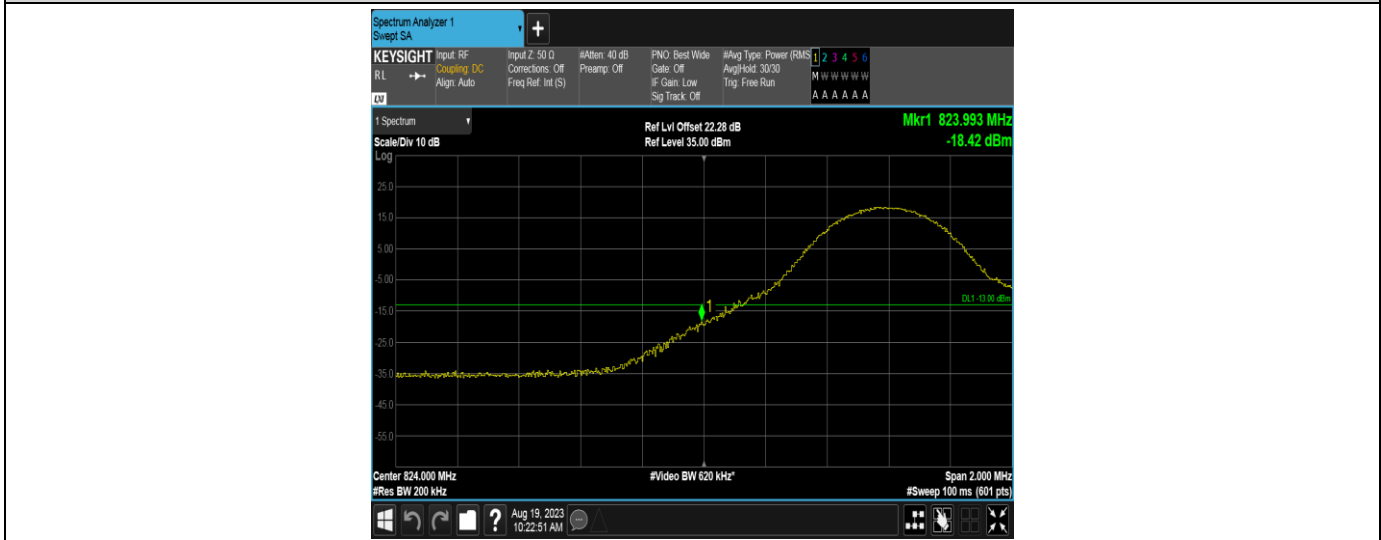 Spectrum Analyzer 1
Swept SA
+
KEYSIGHT Input: RF Input Z: 50 Ω #Atten: 40 dB PNO: Best Wide #Avg Type: Power (RMS 1 2 3 4 5 6
RL Coupling: DC Corrections: Off Preamp: Off Gate: Off Avg|Hold: 30/30 M W W W W W
Align: Auto Freq Ref: Int (S) IF Gain: Low Trig: Free Run
LXI Sig Track: Off A A A A A A
1 Spectrum Ref Lvl Offset 22.28 dB Mkr1 823.993 MHz
Scale/Div 10 dB Ref Level 35.00 dBm -18.42 dBm
Log
25.0
15.0
5.00
-5.00
DL1 -13.00 dBm
-15.0
1
-25.0
-35.0
-45.0
-55.0
Center 824.000 MHz #Video BW 620 kHz* Span 2.000 MHz
#Res BW 200 kHz #Sweep 100 ms (601 pts)
? Aug 19, 2023
10:22:51 AM